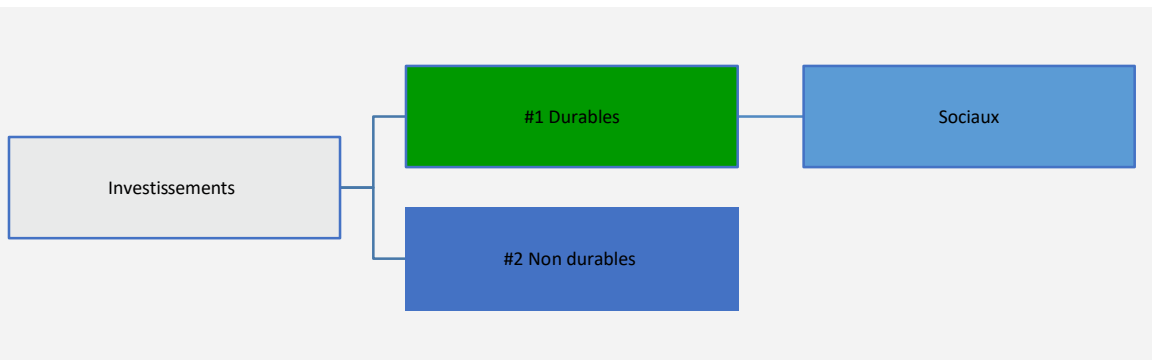 #1 Durables
Sociaux
Investissements
#2 Non durables